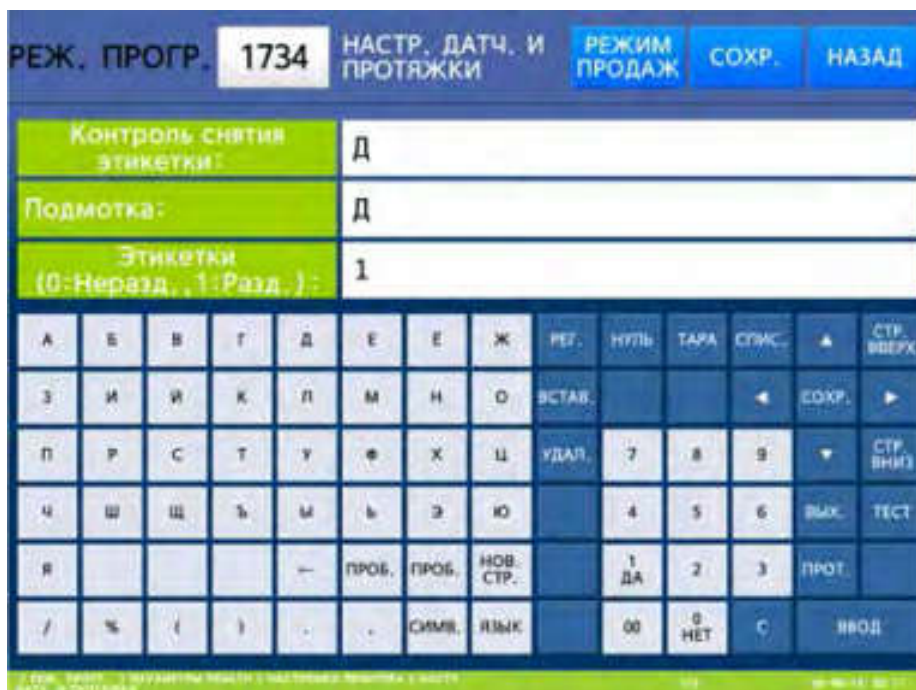 РЕЖ. ПРОГР. 1734 НАСТР. ДАТЧ. И ПРОТЯЖКИ РЕЖИМ ПРОДАЖ СОХР. НАЗАД
Контроль снятия этикетки: Д
Подмотка: Д
Этикетки (0:Неразд.,1:Разд.): 1
А Б В Г Д Е Ё Ж РЕГ. НУЛЬ ТАРА СПИС. ▲ СТР. ВВЕРХ
З И Й К Л М Н О ВСТАВ. ◄ СОХР. ►
П Р С Т У Ф Х Ц УДАЛ. 7 8 9 ▼ СТР. ВНИЗ
Ч Ш Щ Ъ Ы Ь Э Ю 4 5 6 ВЫХ. ТЕСТ
Я ← ПРОБ. ПРОБ. НОВ. СТР. 1 ДА 2 3 ПРОТ.
/ % ( ) . . СИМВ. ЯЗЫК 00 0 НЕТ С ВВОД